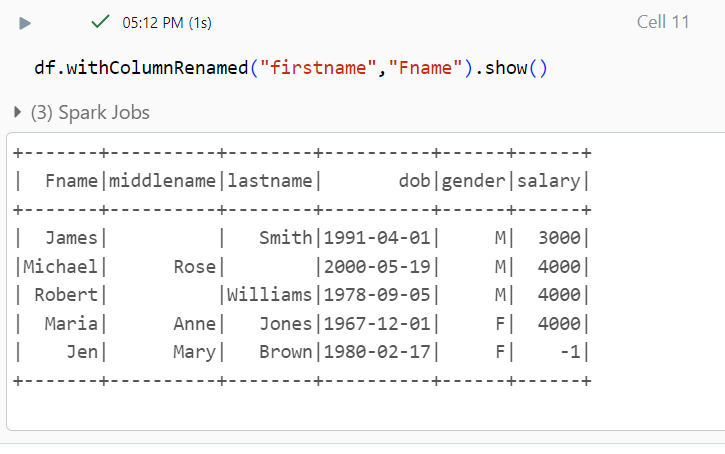 05:12 PM (1s) Cell 11
df.withColumnRenamed("firstname","Fname").show()
(3) Spark Jobs
+-------+----------+--------+----------+------+------+
|  Fname|middlename|lastname|       dob|gender|salary|
+-------+----------+--------+----------+------+------+
|  James|          |   Smith|1991-04-01|     M|  3000|
|Michael|      Rose|        |2000-05-19|     M|  4000|
| Robert|          |Williams|1978-09-05|     M|  4000|
|  Maria|      Anne|   Jones|1967-12-01|     F|  4000|
|    Jen|      Mary|   Brown|1980-02-17|     F|    -1|
+-------+----------+--------+----------+------+------+